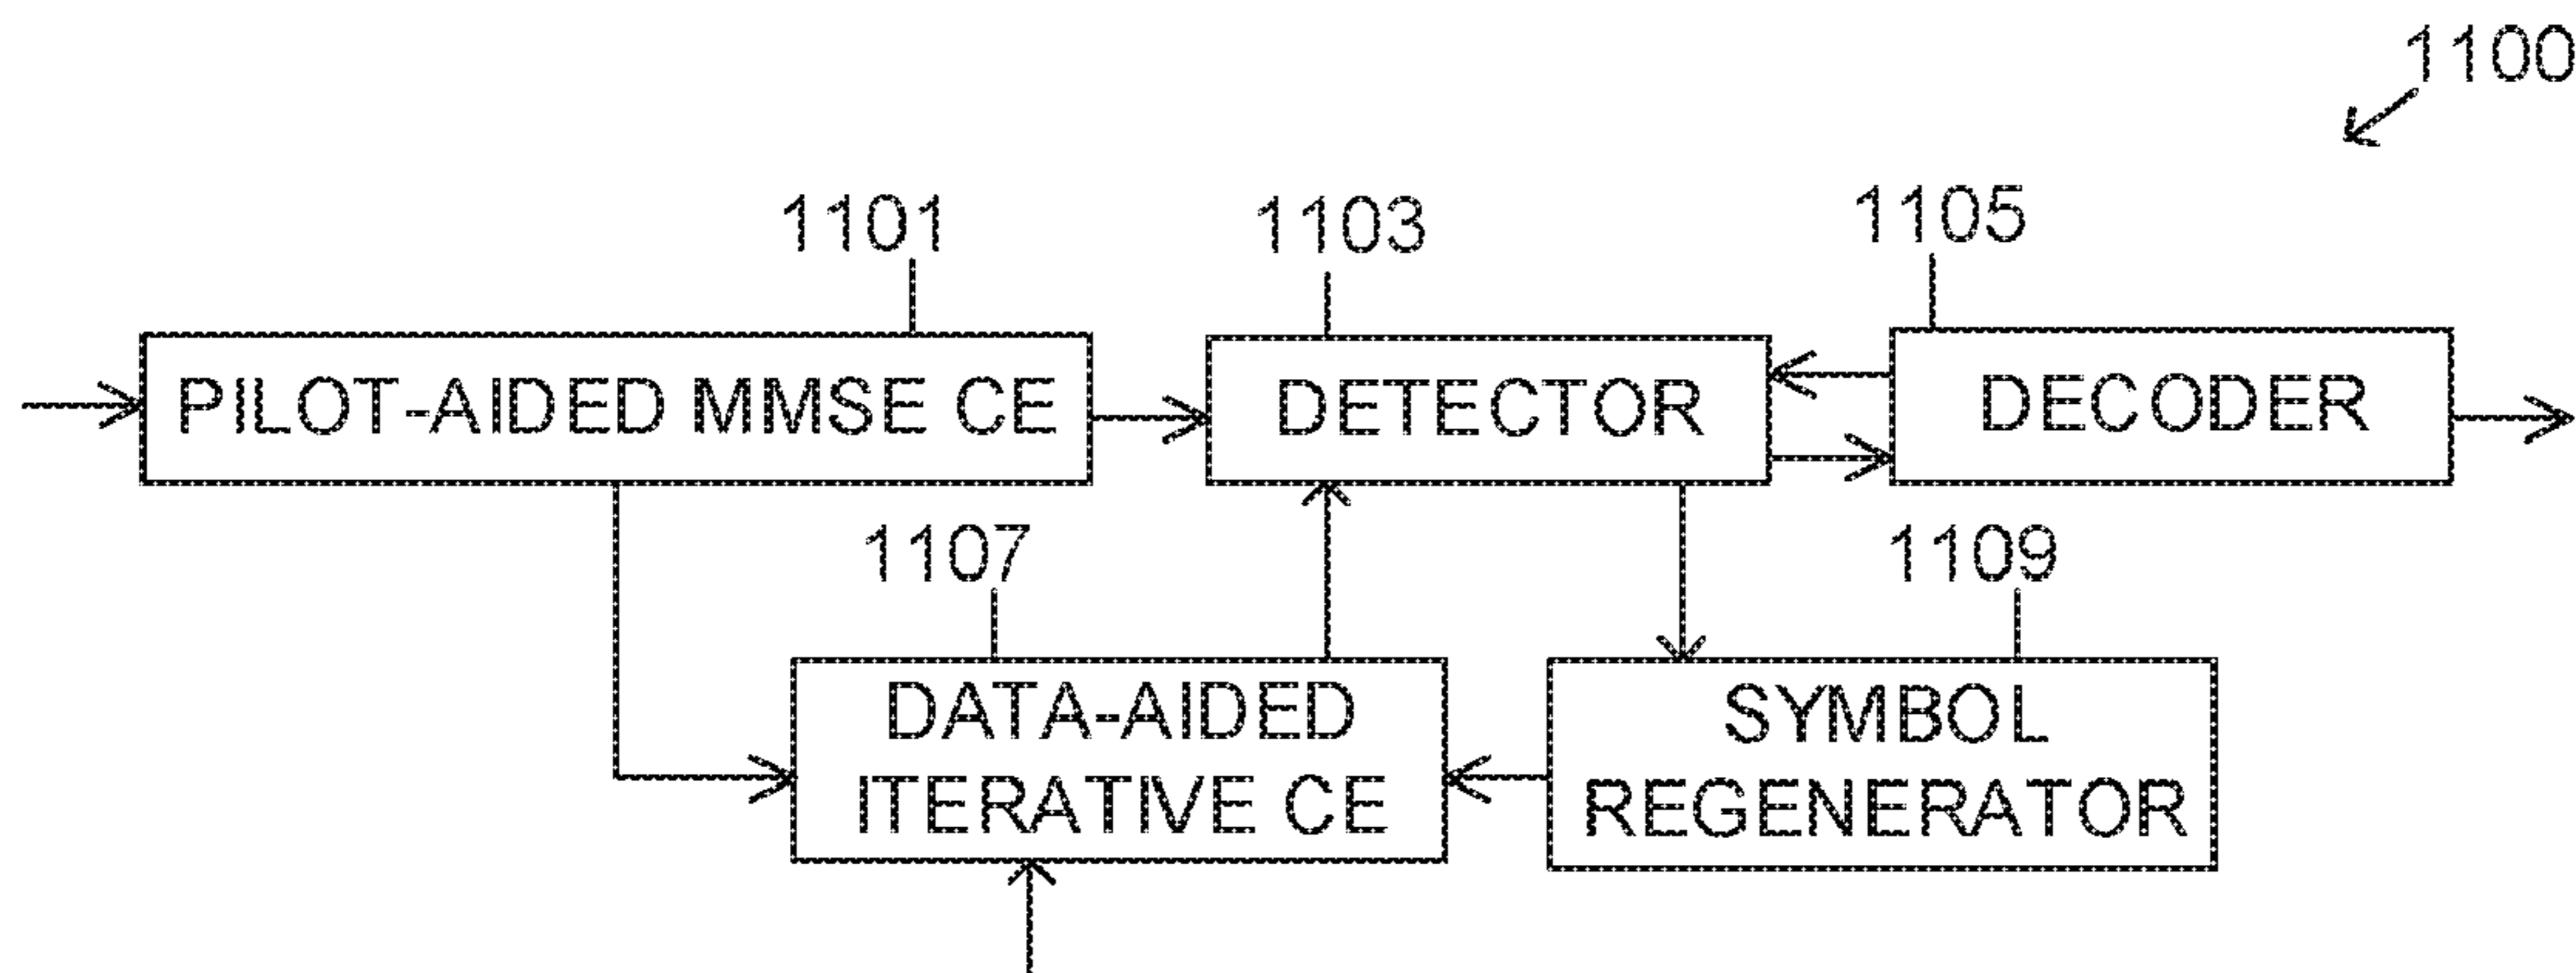 1100
1101
1103
1105
PILOT-AIDED MMSE CE
DETECTOR
DECODER
1107
1109
DATA-AIDED
ITERATIVE CE
SYMBOL
REGENERATOR